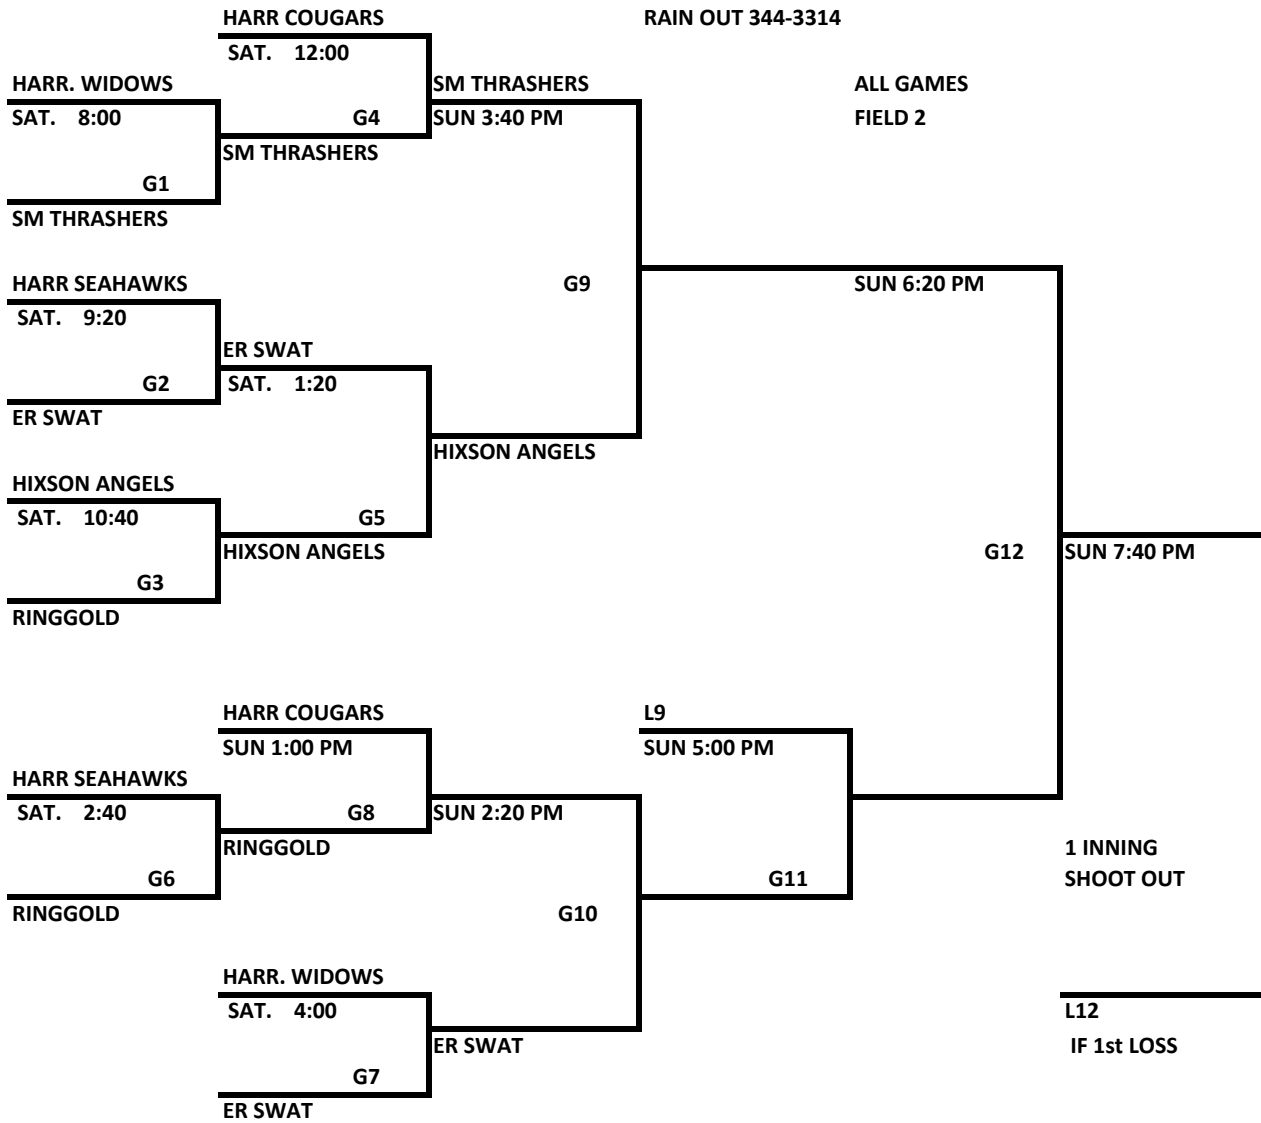 HARR COUGARS
RAIN OUT 344-3314
SAT. 12:00
HARR. WIDOWS
SM THRASHERS
ALL GAMES
SAT. 8:00
G4
SUN 3:40 PM
FIELD 2
SM THRASHERS
G1
SM THRASHERS
HARR SEAHAWKS
G9
SUN 6:20 PM
SAT. 9:20
ER SWAT
G2
SAT. 1:20
ER SWAT
HIXSON ANGELS
HIXSON ANGELS
SAT. 10:40
G5
HIXSON ANGELS
G12
SUN 7:40 PM
G3
RINGGOLD
HARR COUGARS
L9
SUN 1:00 PM
SUN 5:00 PM
HARR SEAHAWKS
SAT. 2:40
G8
SUN 2:20 PM
RINGGOLD
1 INNING
G6
G11
SHOOT OUT
RINGGOLD
G10
HARR. WIDOWS
SAT. 4:00
L12
ER SWAT
IF 1st LOSS
G7
ER SWAT